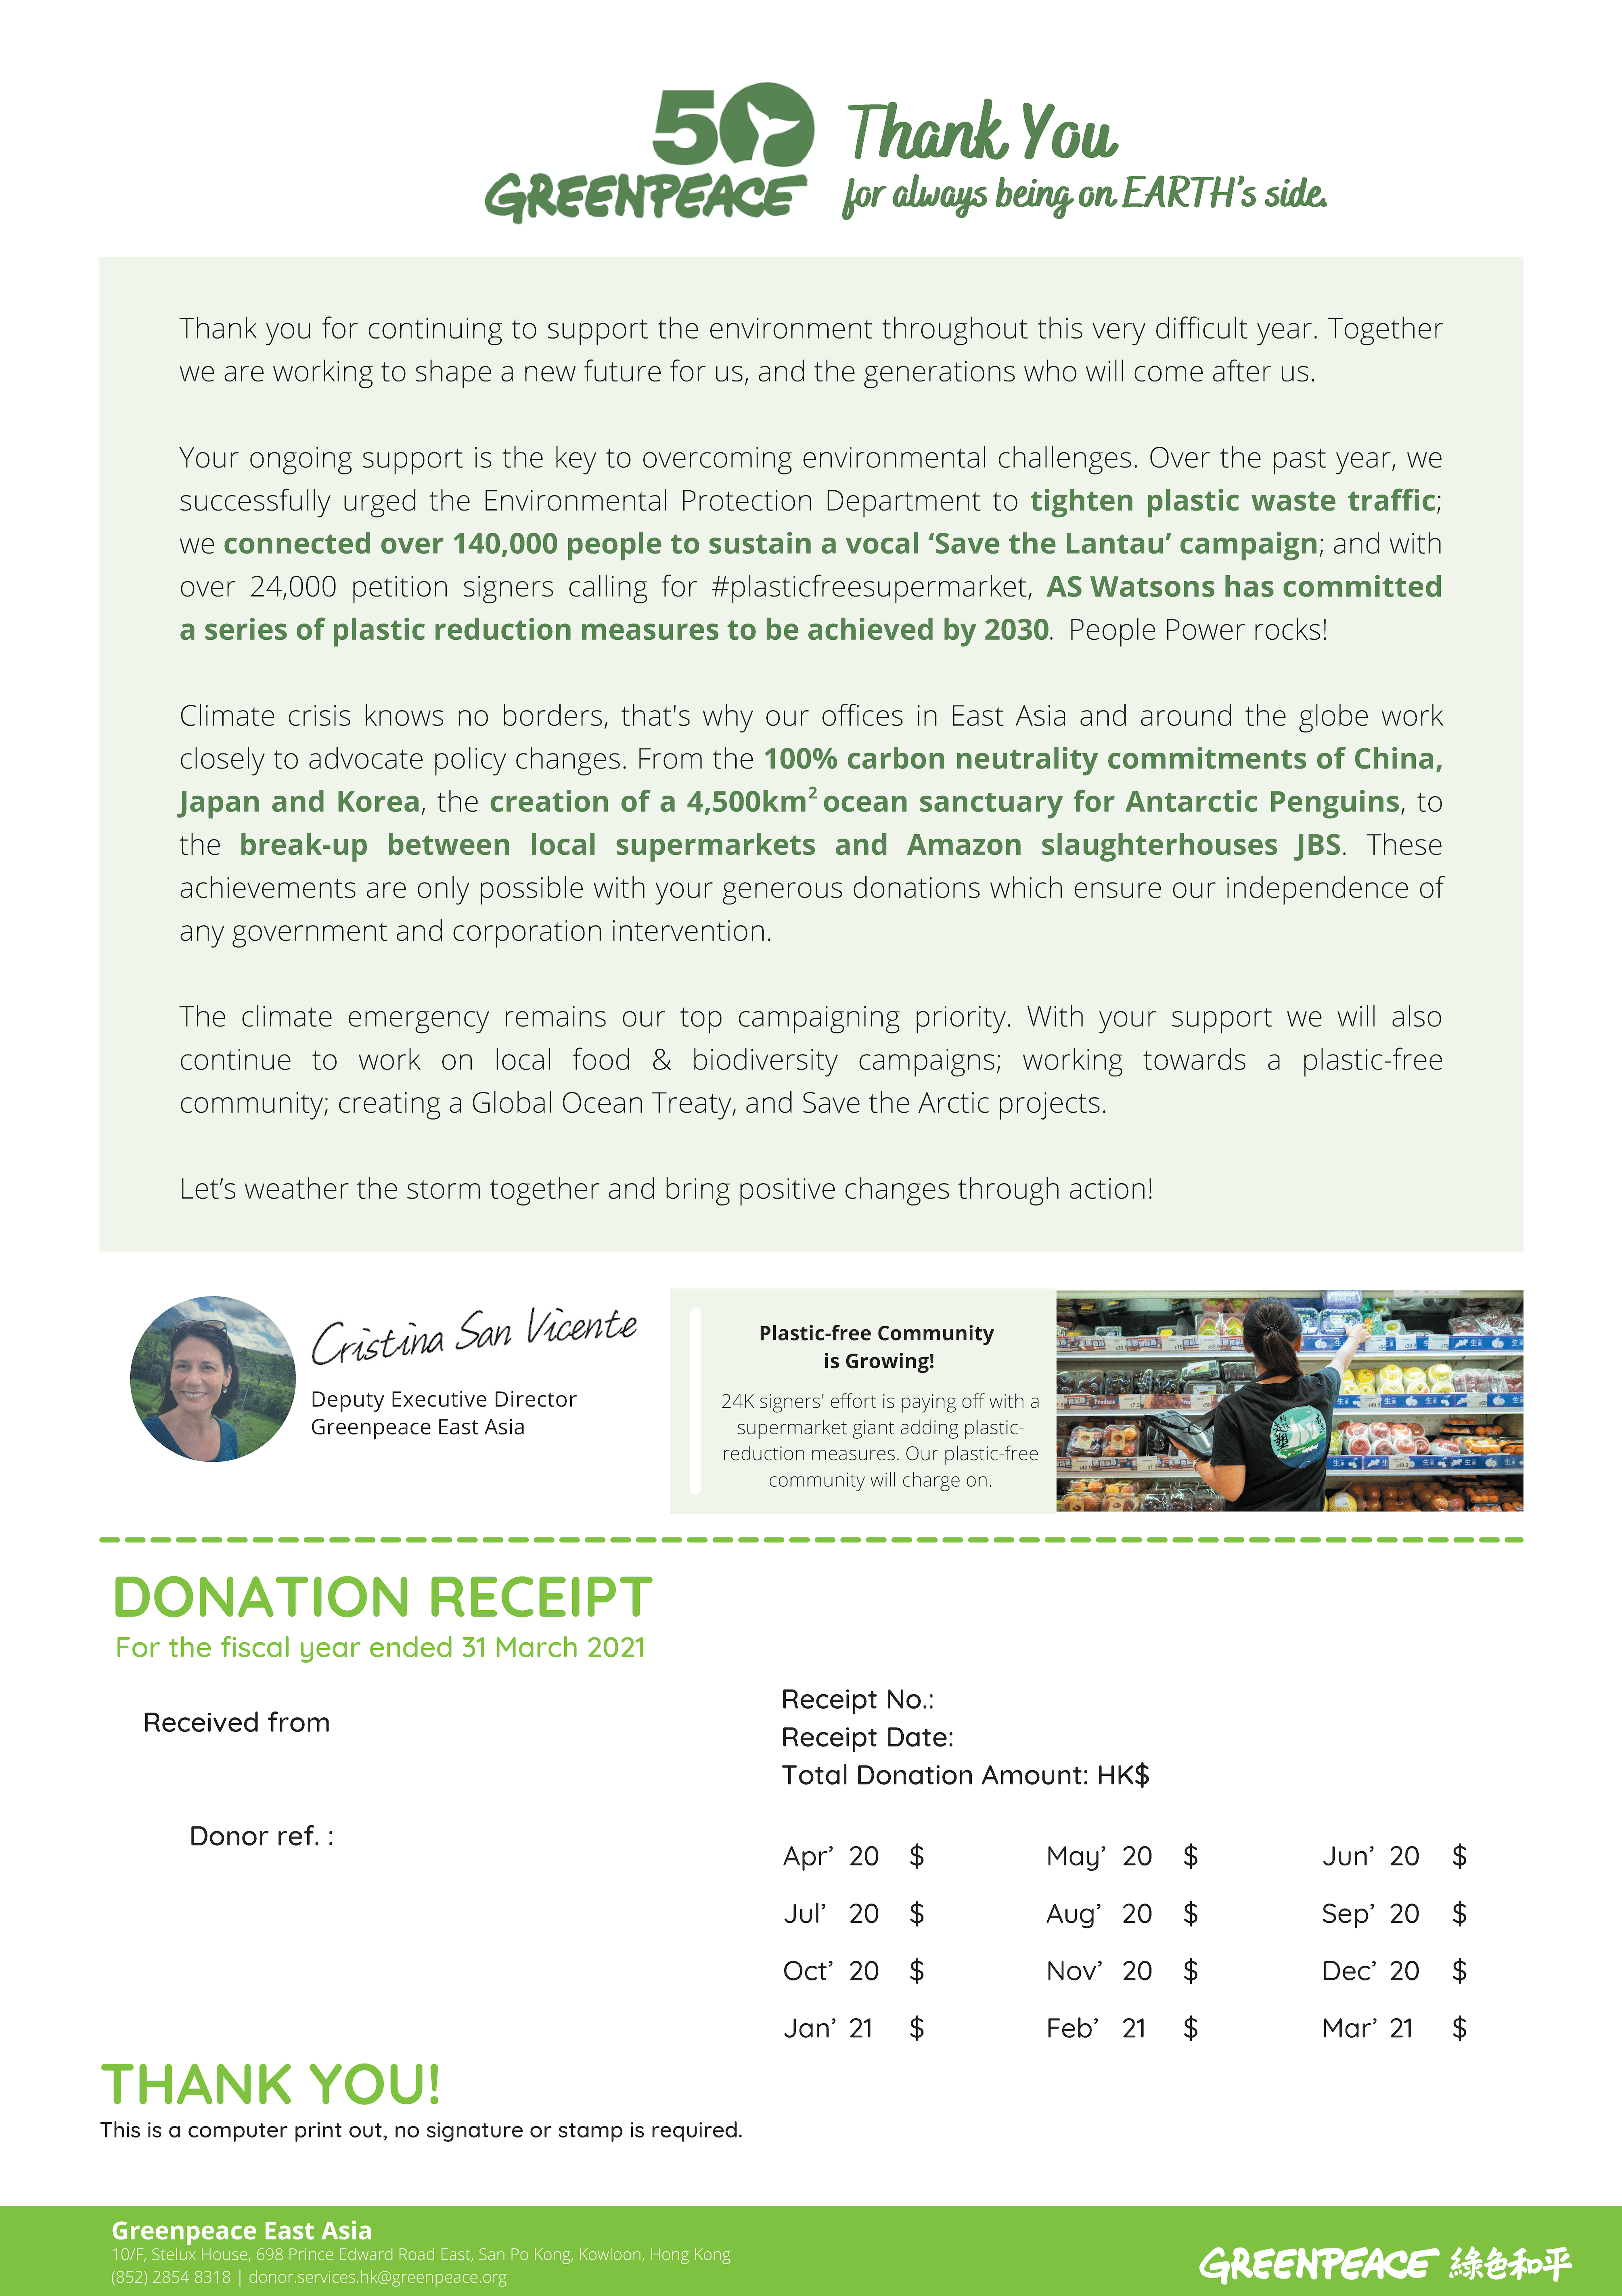 50
GREENPEACE
Thank You
for always being on EARTH's side.
Thank you for continuing to support the environment throughout this very difficult year. Together
we are working to shape a new future for us, and the generations who will come after us.
Your ongoing support is the key to overcoming environmental challenges. Over the past year, we
successfully urged the Environmental Protection Department to tighten plastic waste traffic;
we connected over 140,000 people to sustain a vocal ‘Save the Lantau’ campaign; and with
over 24,000 petition signers calling for #plasticfreesupermarket, AS Watsons has committed
a series of plastic reduction measures to be achieved by 2030. People Power rocks!
Climate crisis knows no borders, that's why our offices in East Asia and around the globe work
closely to advocate policy changes. From the 100% carbon neutrality commitments of China,
Japan and Korea, the creation of a 4,500km² ocean sanctuary for Antarctic Penguins, to
the break-up between local supermarkets and Amazon slaughterhouses JBS. These
achievements are only possible with your generous donations which ensure our independence of
any government and corporation intervention.
The climate emergency remains our top campaigning priority. With your support we will also
continue to work on local food & biodiversity campaigns; working towards a plastic-free
community; creating a Global Ocean Treaty, and Save the Arctic projects.
Let’s weather the storm together and bring positive changes through action!
Cristina San Vicente
Deputy Executive Director
Greenpeace East Asia
Plastic-free Community
is Growing!
24K signers' effort is paying off with a
supermarket giant adding plastic-
reduction measures. Our plastic-free
community will charge on.
DONATION RECEIPT
For the fiscal year ended 31 March 2021
Received from
Donor ref. :
Receipt No.:
Receipt Date:
Total Donation Amount: HK$
Apr’ 20 $ May’ 20 $ Jun’ 20 $
Jul’ 20 $ Aug’ 20 $ Sep’ 20 $
Oct’ 20 $ Nov’ 20 $ Dec’ 20 $
Jan’ 21 $ Feb’ 21 $ Mar’ 21 $
THANK YOU!
This is a computer print out, no signature or stamp is required.
Greenpeace East Asia
10/F, Stelux House, 698 Prince Edward Road East, San Po Kong, Kowloon, Hong Kong
(852) 2854 8318 | donor.services.hk@greenpeace.org
GREENPEACE 綠色和平